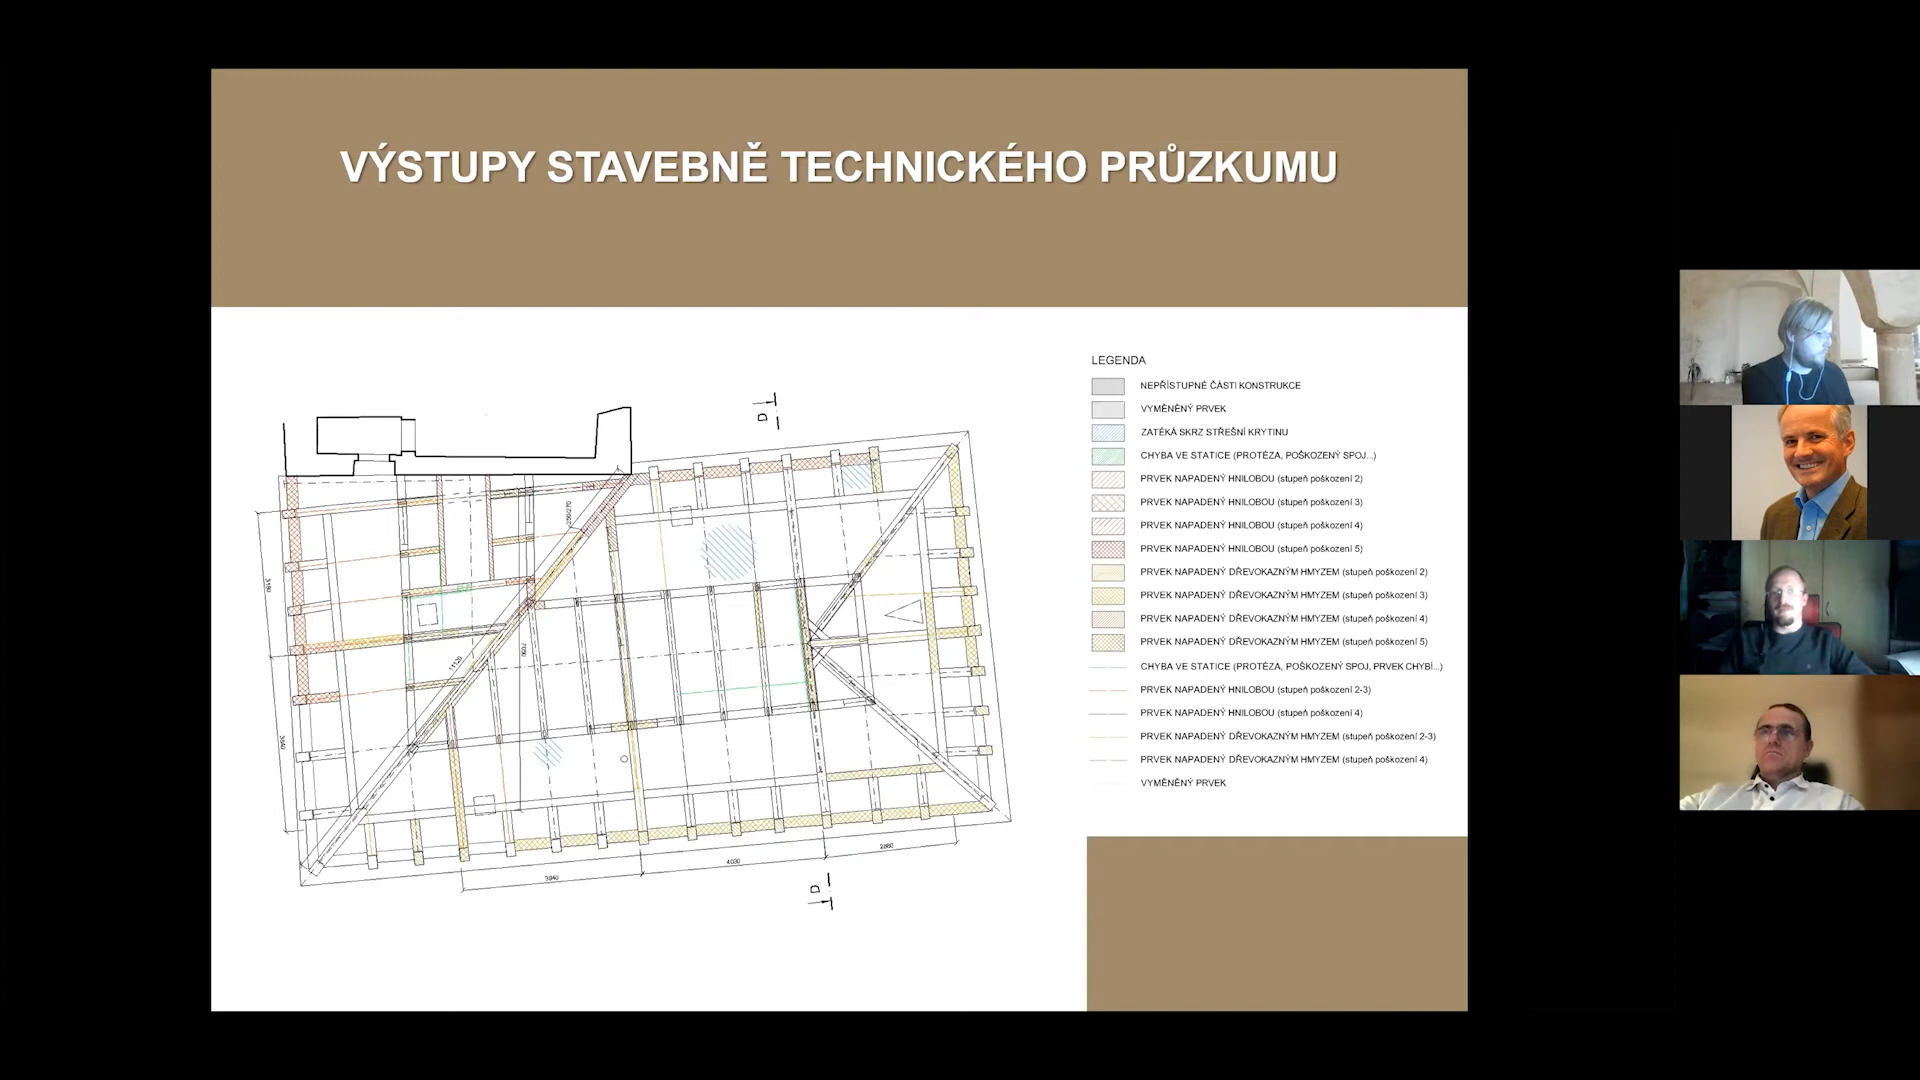 VÝSTUPY STAVEBNĚ TECHNICKÉHO PRŮZKUMU
LEGENDA
NEPŘÍSTUPNÉ ČÁSTI KONSTRUKCE
VYMĚNĚNÝ PRVEK
ZATÉKÁ SKRZ STŘEŠNÍ KRYTINU
CHYBA VE STATICE (PROTÉZA, POŠKOZENÝ SPOJ...)
PRVEK NAPADENÝ HNILOBOU (stupeň poškození 2)
PRVEK NAPADENÝ HNILOBOU (stupeň poškození 3)
PRVEK NAPADENÝ HNILOBOU (stupeň poškození 4)
PRVEK NAPADENÝ HNILOBOU (stupeň poškození 5)
PRVEK NAPADENÝ DŘEVOKAZNÝM HMYZEM (stupeň poškození 2)
PRVEK NAPADENÝ DŘEVOKAZNÝM HMYZEM (stupeň poškození 3)
PRVEK NAPADENÝ DŘEVOKAZNÝM HMYZEM (stupeň poškození 4)
PRVEK NAPADENÝ DŘEVOKAZNÝM HMYZEM (stupeň poškození 5)
CHYBA VE STATICE (PROTÉZA, POŠKOZENÝ SPOJ, PRVEK CHYBÍ...)
PRVEK NAPADENÝ HNILOBOU (stupeň poškození 2-3)
PRVEK NAPADENÝ HNILOBOU (stupeň poškození 4)
PRVEK NAPADENÝ DŘEVOKAZNÝM HMYZEM (stupeň poškození 2-3)
PRVEK NAPADENÝ DŘEVOKAZNÝM HMYZEM (stupeň poškození 4)
VYMĚNĚNÝ PRVEK
D
11120
4030
D